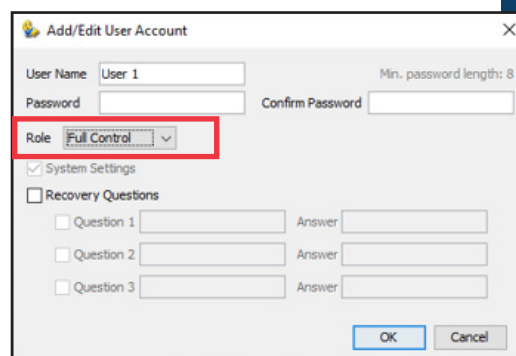 Add/Edit User Account
User Name User 1 Min. password length: 8
Password Confirm Password
Role Full Control
System Settings
Recovery Questions
Question 1 Answer
Question 2 Answer
Question 3 Answer
OK Cancel